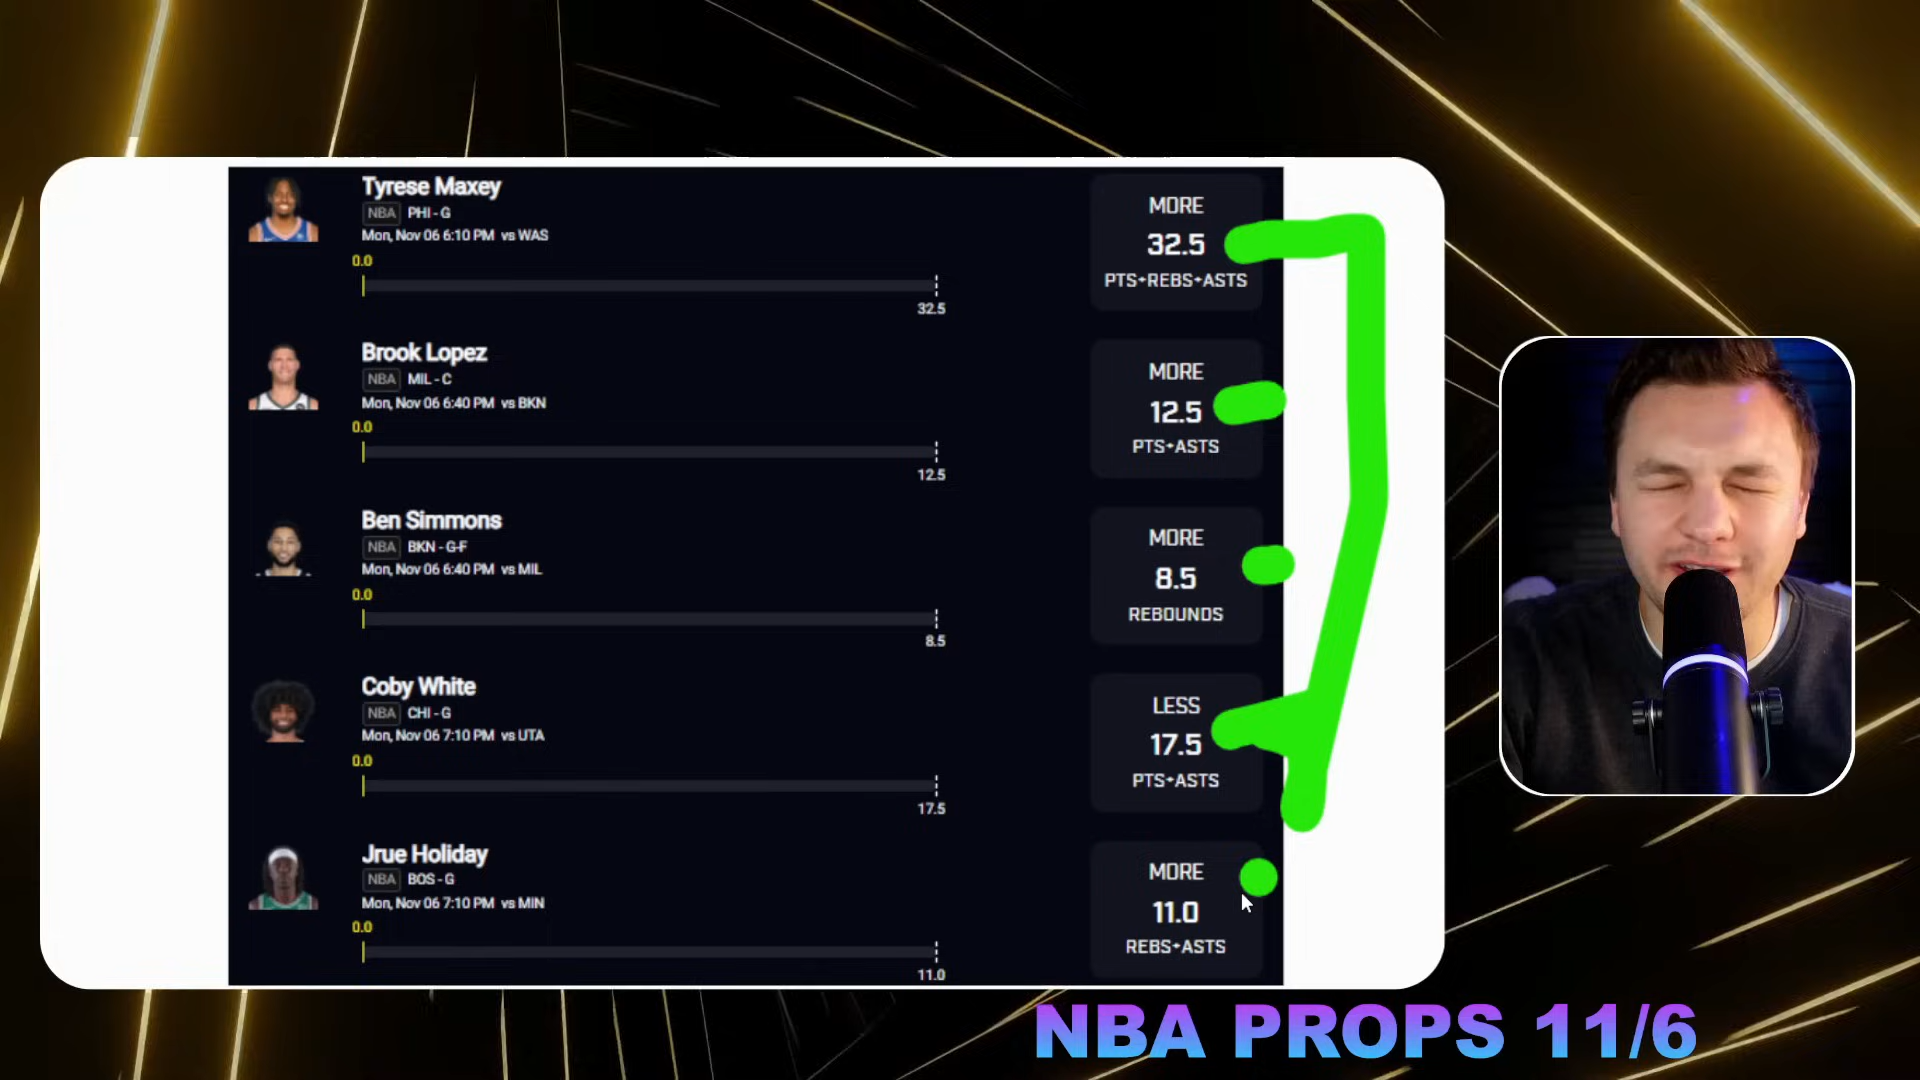 Tyrese Maxey
NBA PHI - G
Mon, Nov 06 6:10 PM vs WAS
0.0
32.5
MORE
32.5
PTS+REBS+ASTS
Brook Lopez
NBA MIL - C
Mon, Nov 06 6:40 PM vs BKN
0.0
12.5
MORE
12.5
PTS+ASTS
Ben Simmons
NBA BKN - G-F
Mon, Nov 06 6:40 PM vs MIL
0.0
8.5
MORE
8.5
REBOUNDS
Coby White
NBA CHI - G
Mon, Nov 06 7:10 PM vs UTA
0.0
17.5
LESS
17.5
PTS+ASTS
Jrue Holiday
NBA BOS - G
Mon, Nov 06 7:10 PM vs MIN
0.0
11.0
MORE
11.0
REBS+ASTS
NBA PROPS 11/6